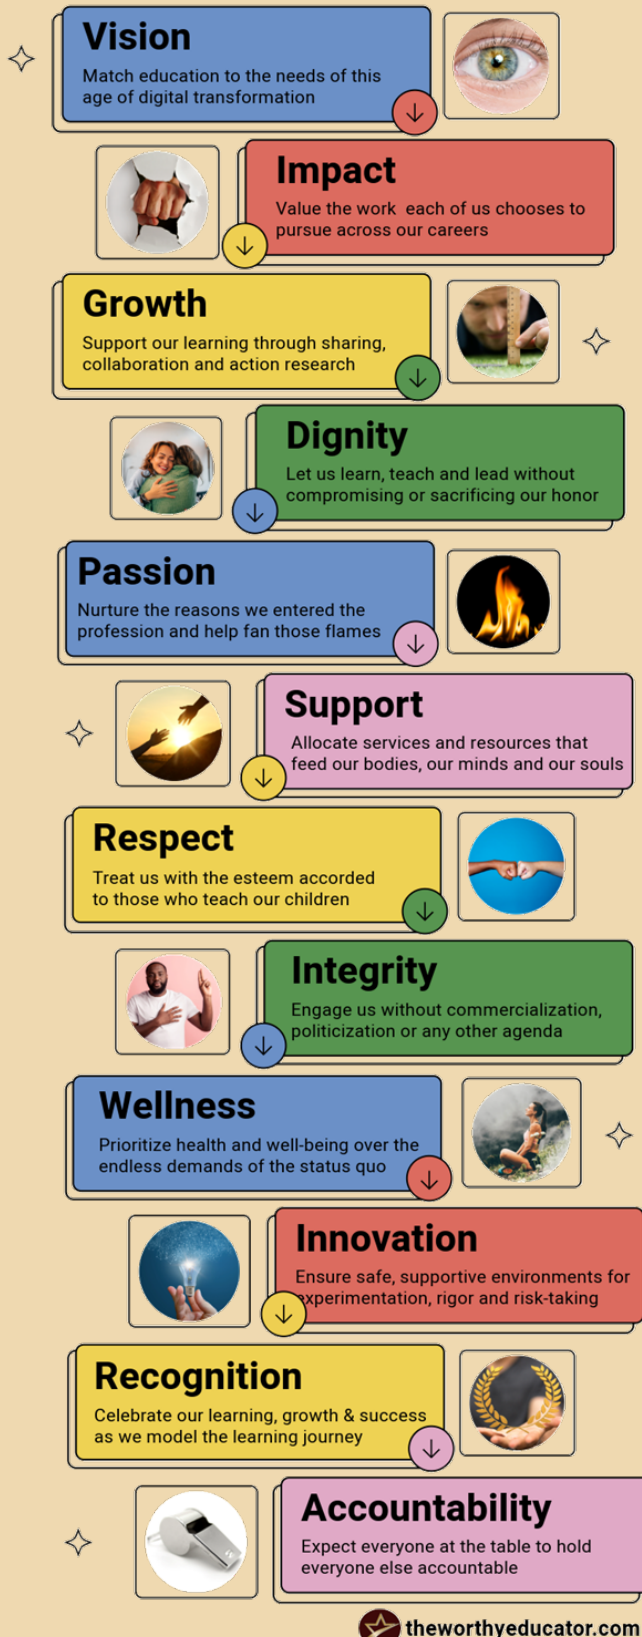 Vision
Match education to the needs of this
age of digital transformation
Impact
Value the work each of us chooses to
pursue across our careers
Growth
Support our learning through sharing,
collaboration and action research
Dignity
Let us learn, teach and lead without
compromising or sacrificing our honor
Passion
Nurture the reasons we entered the
profession and help fan those flames
Support
Allocate services and resources that
feed our bodies, our minds and our souls
Respect
Treat us with the esteem accorded
to those who teach our children
Integrity
Engage us without commercialization,
politicization or any other agenda
Wellness
Prioritize health and well-being over the
endless demands of the status quo
Innovation
Ensure safe, supportive environments for
experimentation, rigor and risk-taking
Recognition
Celebrate our learning, growth & success
as we model the learning journey
Accountability
Expect everyone at the table to hold
everyone else accountable
theworthyeducator.com